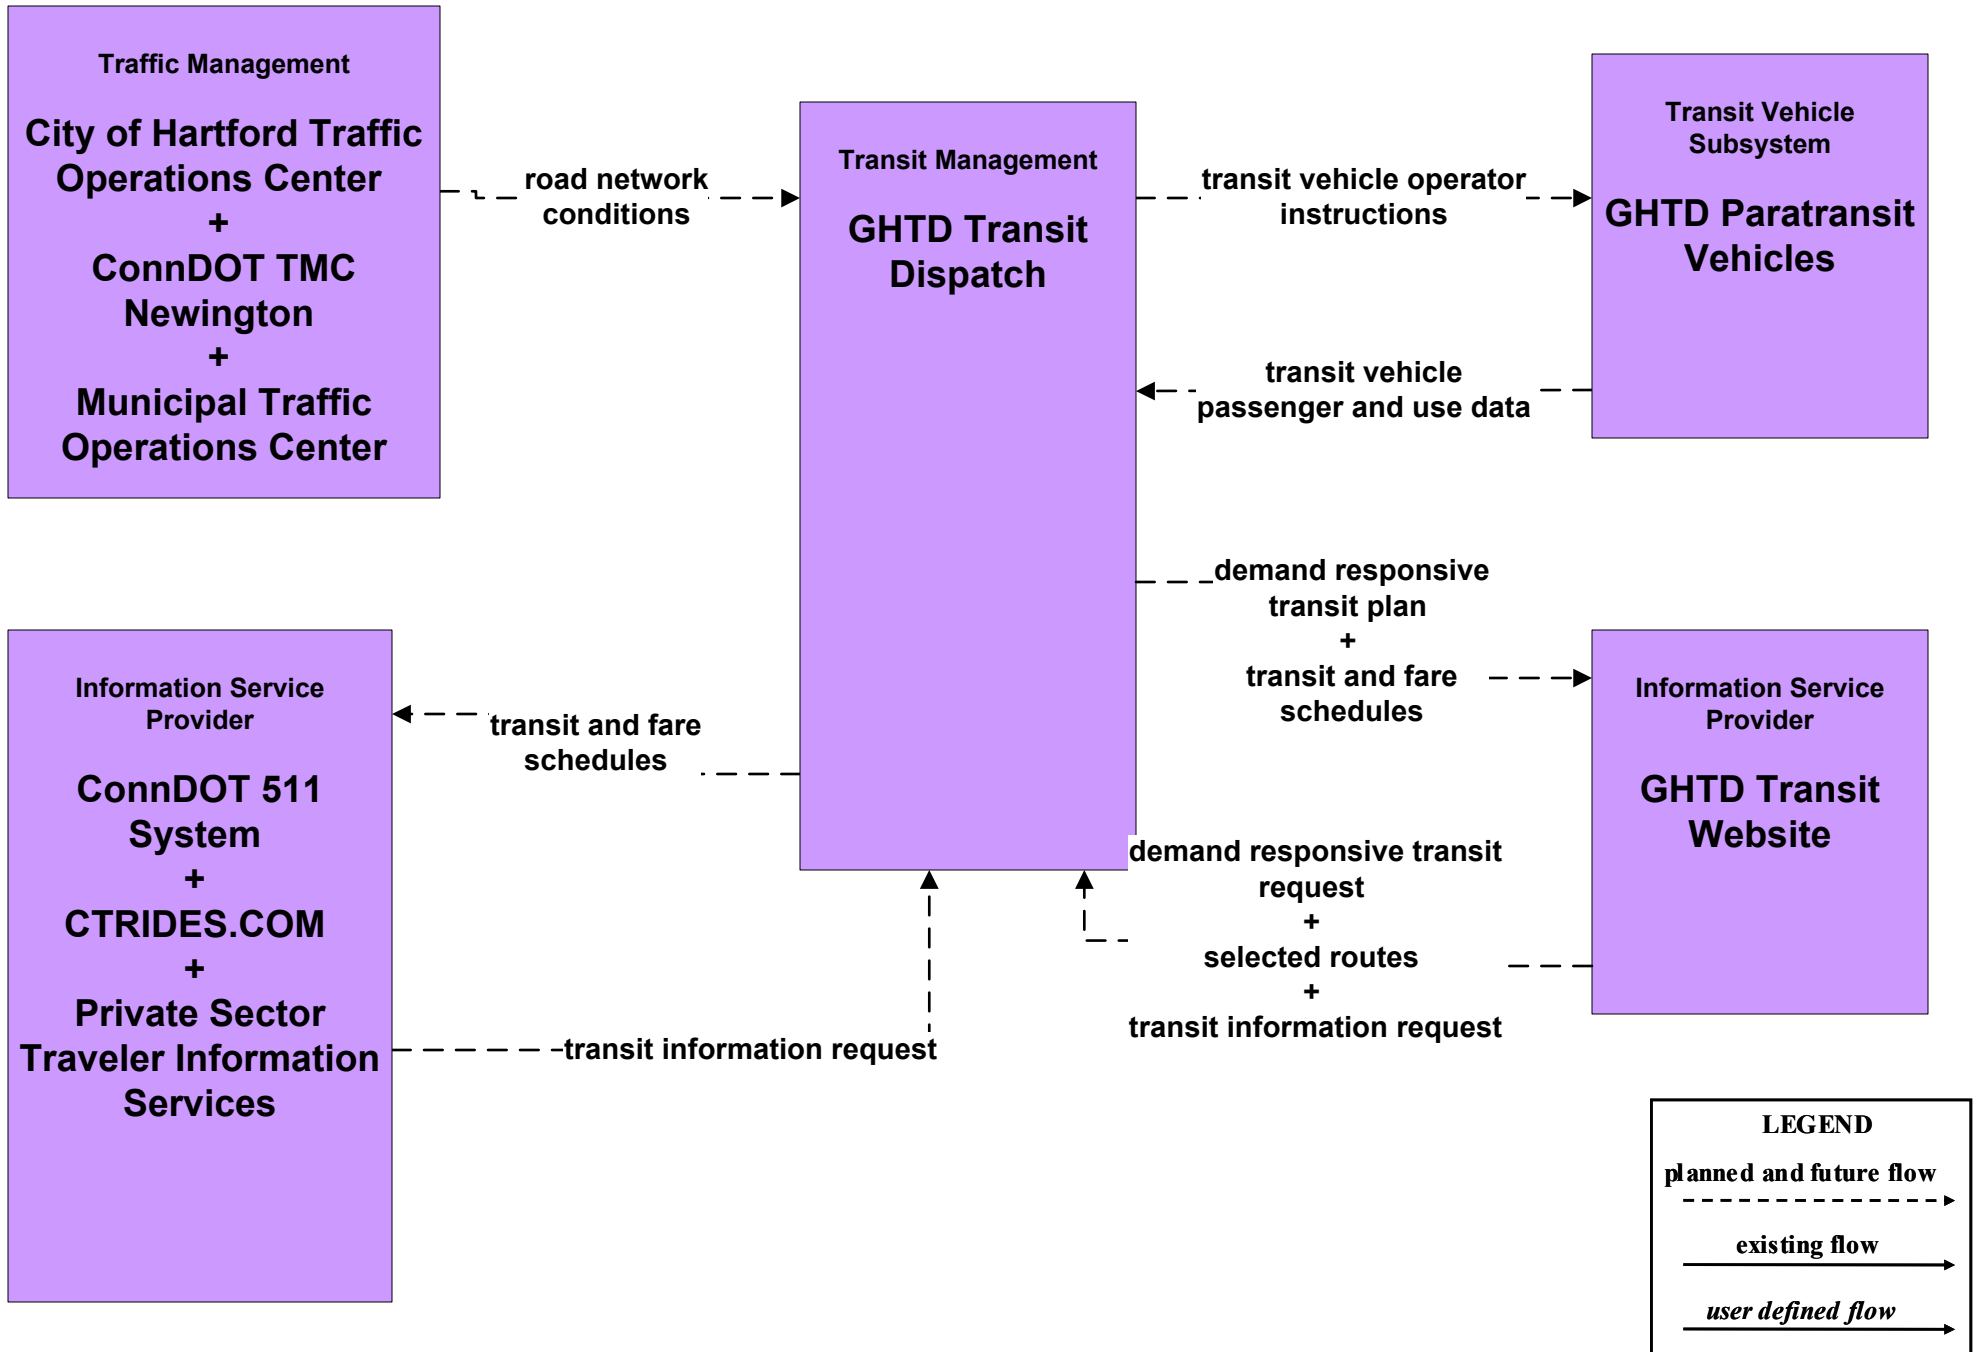 Traffic Management
City of Hartford Traffic
Operations Center
+
ConnDOT TMC
Newington
+
Municipal Traffic
Operations Center
road network
conditions
Transit Management
GHTD Transit
Dispatch
transit vehicle operator
instructions
Transit Vehicle
Subsystem
GHTD Paratransit
Vehicles
transit vehicle
passenger and use data
demand responsive
transit plan
+
transit and fare
schedules
Information Service
Provider
ConnDOT 511
System
+
CTRIDES.COM
+
Private Sector
Traveler Information
Services
transit and fare
schedules
transit information request
demand responsive transit
request
+
selected routes
+
transit information request
Information Service
Provider
GHTD Transit
Website
LEGEND
planned and future flow
existing flow
user defined flow